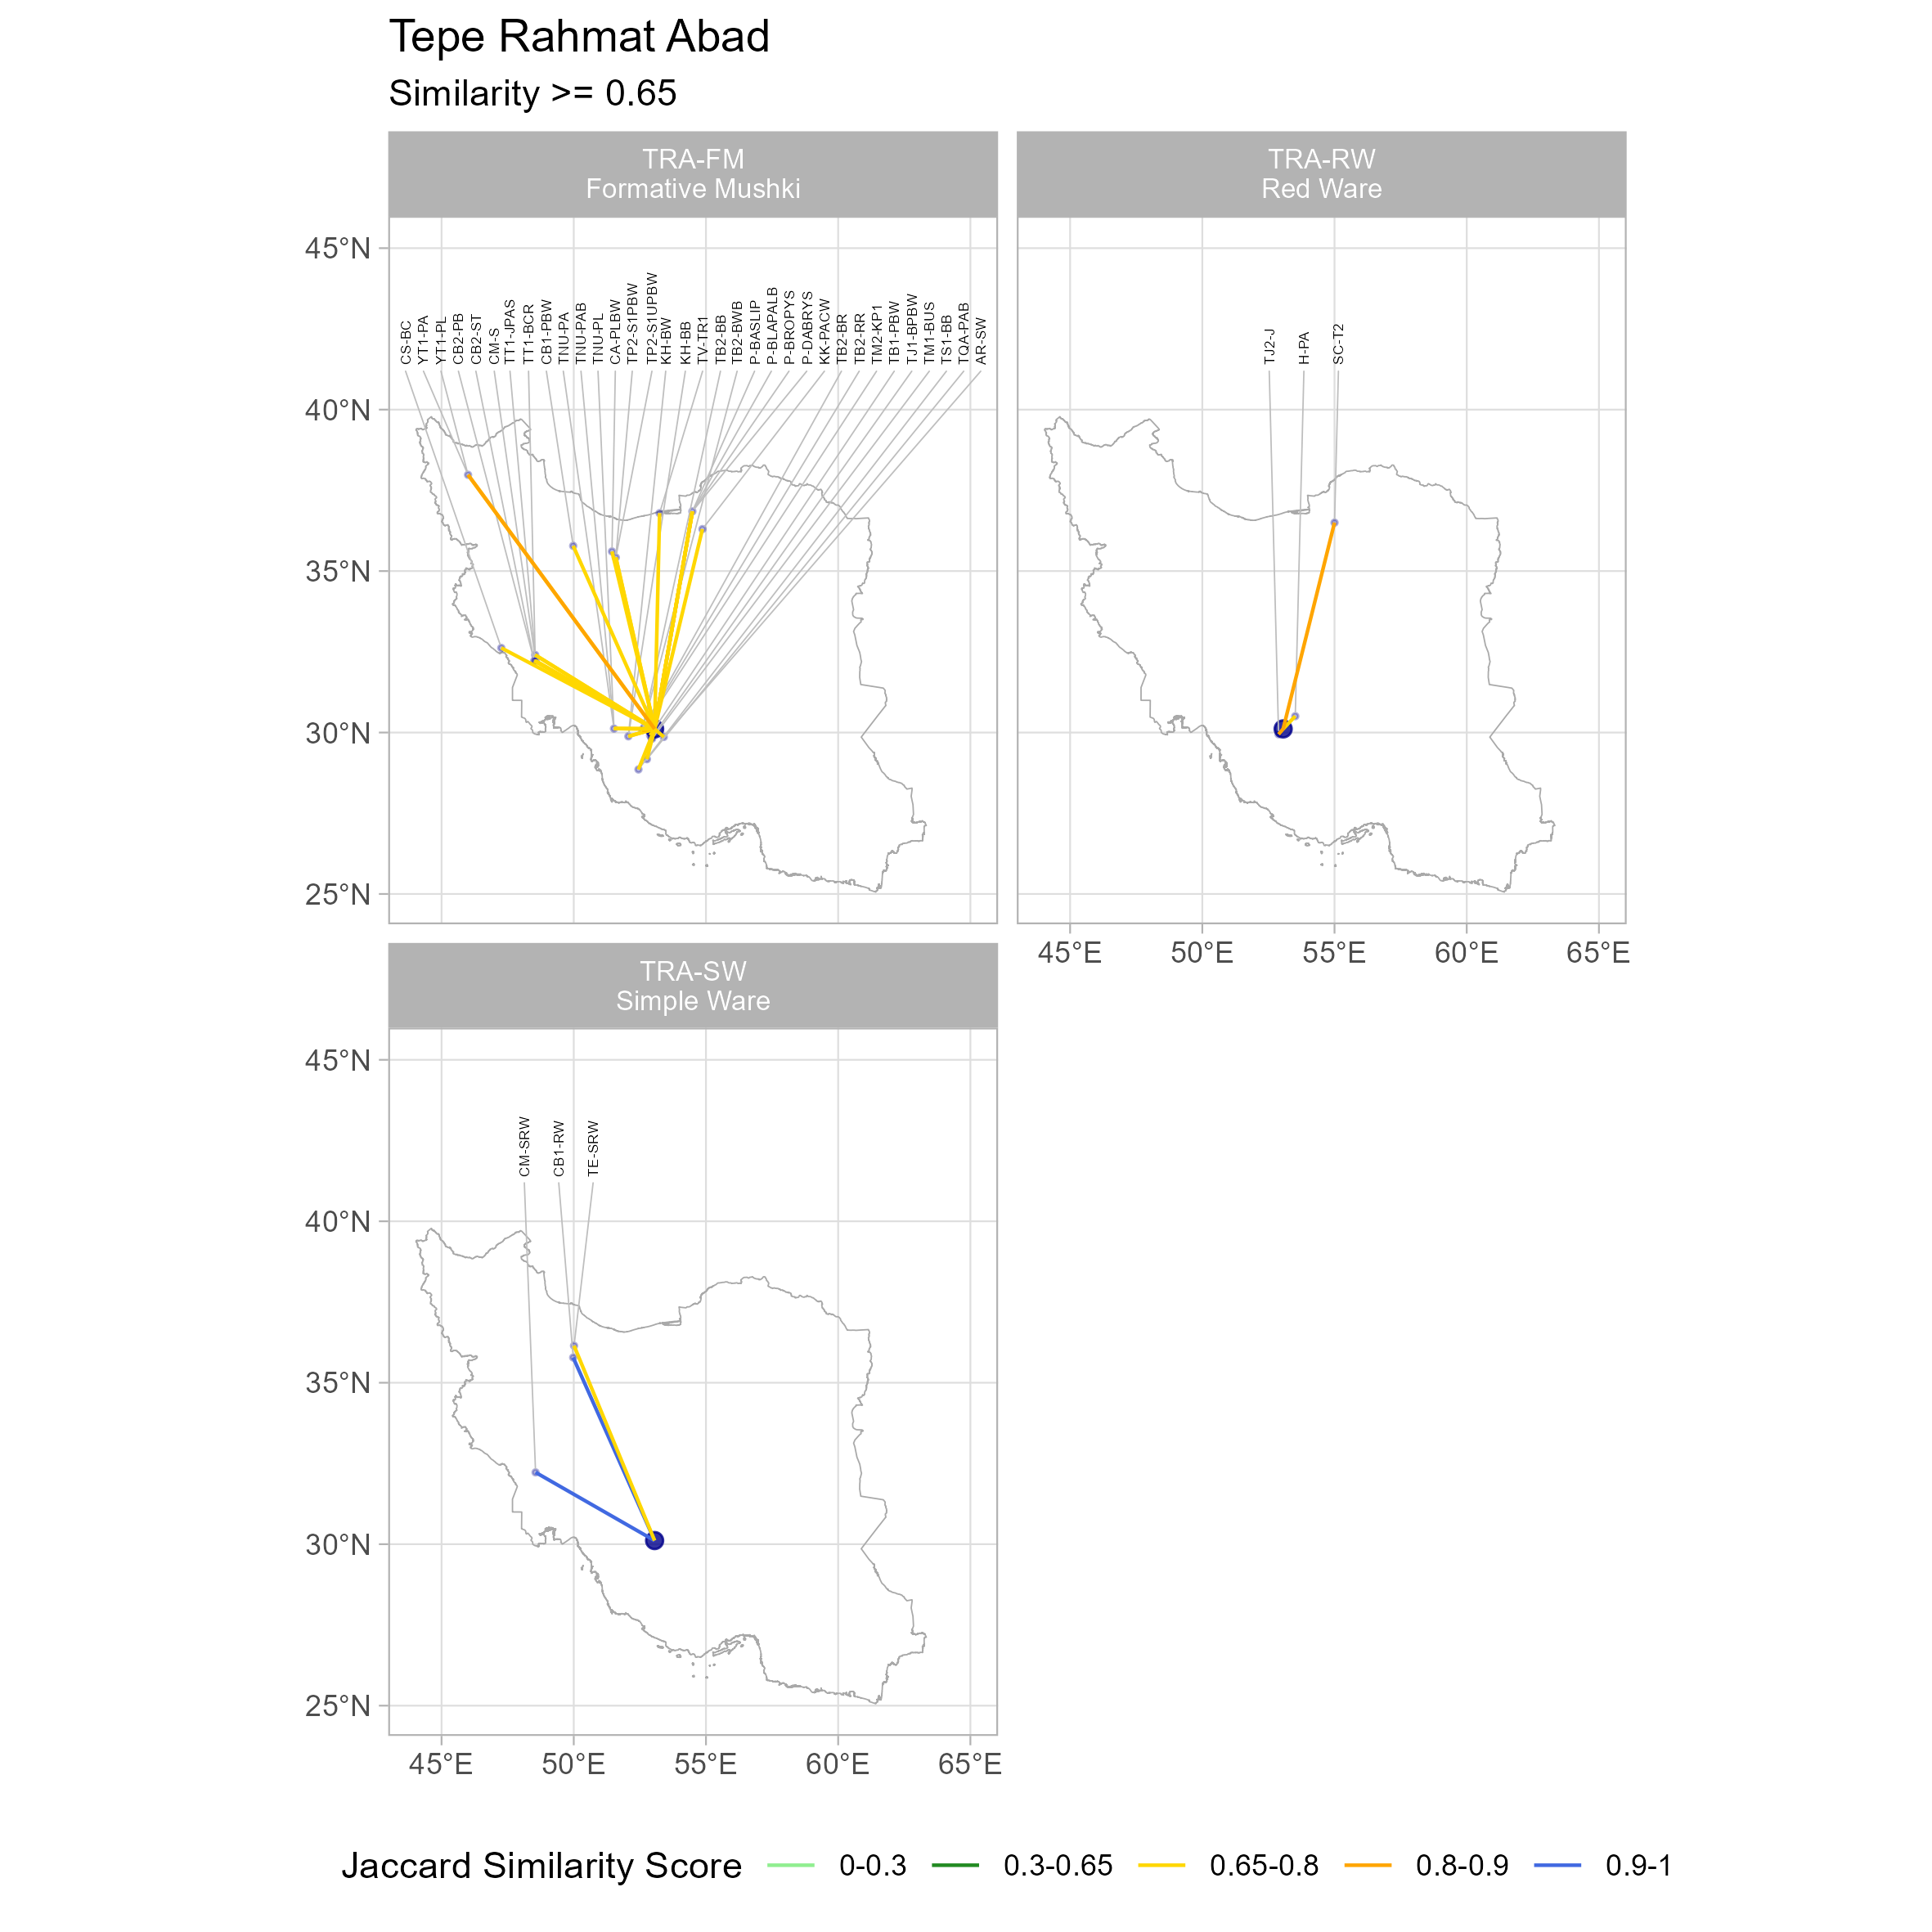 Tepe Rahmat Abad
Similarity >= 0.65
TRA-FM
Formative Mushki
TRA-RW
Red Ware
45°N
40°N
35°N
30°N
25°N
CS-BC
YT1-PA
YT1-PL
CB2-PB
CB2-ST
CM-S
TT1-JPAS
TT1-BCR
CB1-PBW
TNU-PA
TNU-PAB
TNU-PL
CA-PLBW
TP2-S1PBW
TP2-S1UPBW
KH-BW
KH-BB
TV-TR1
TB2-BB
TB2-BWB
P-BASLIP
P-BLAPALB
P-BROPYS
P-DABRYS
KK-PACW
TB2-BR
TB2-RR
TM2-KP1
TB1-PBW
TJ1-BPBW
TM1-BUS
TS1-BB
TQA-PAB
AR-SW
TJ2-J
H-PA
SC-T2
45°E 50°E 55°E 60°E 65°E
TRA-SW
Simple Ware
45°N
40°N
35°N
30°N
25°N
CM-SRW
CB1-RW
TE-SRW
45°E 50°E 55°E 60°E 65°E
Jaccard Similarity Score 0-0.3 0.3-0.65 0.65-0.8 0.8-0.9 0.9-1